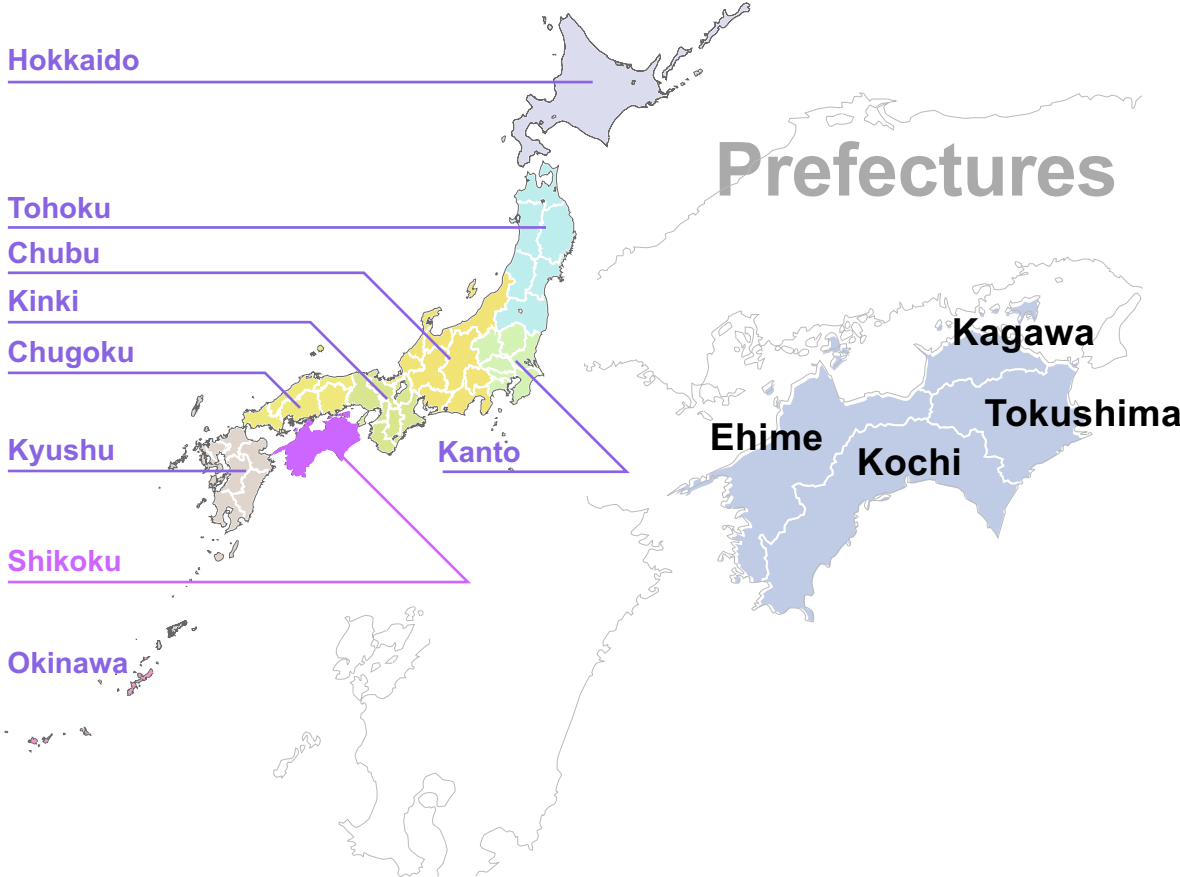 Hokkaido
Prefectures
Tohoku
Chubu
Kinki
Chugoku
Kagawa
Tokushima
Ehime
Kyushu
Kanto
Kochi
Shikoku
Okinawa